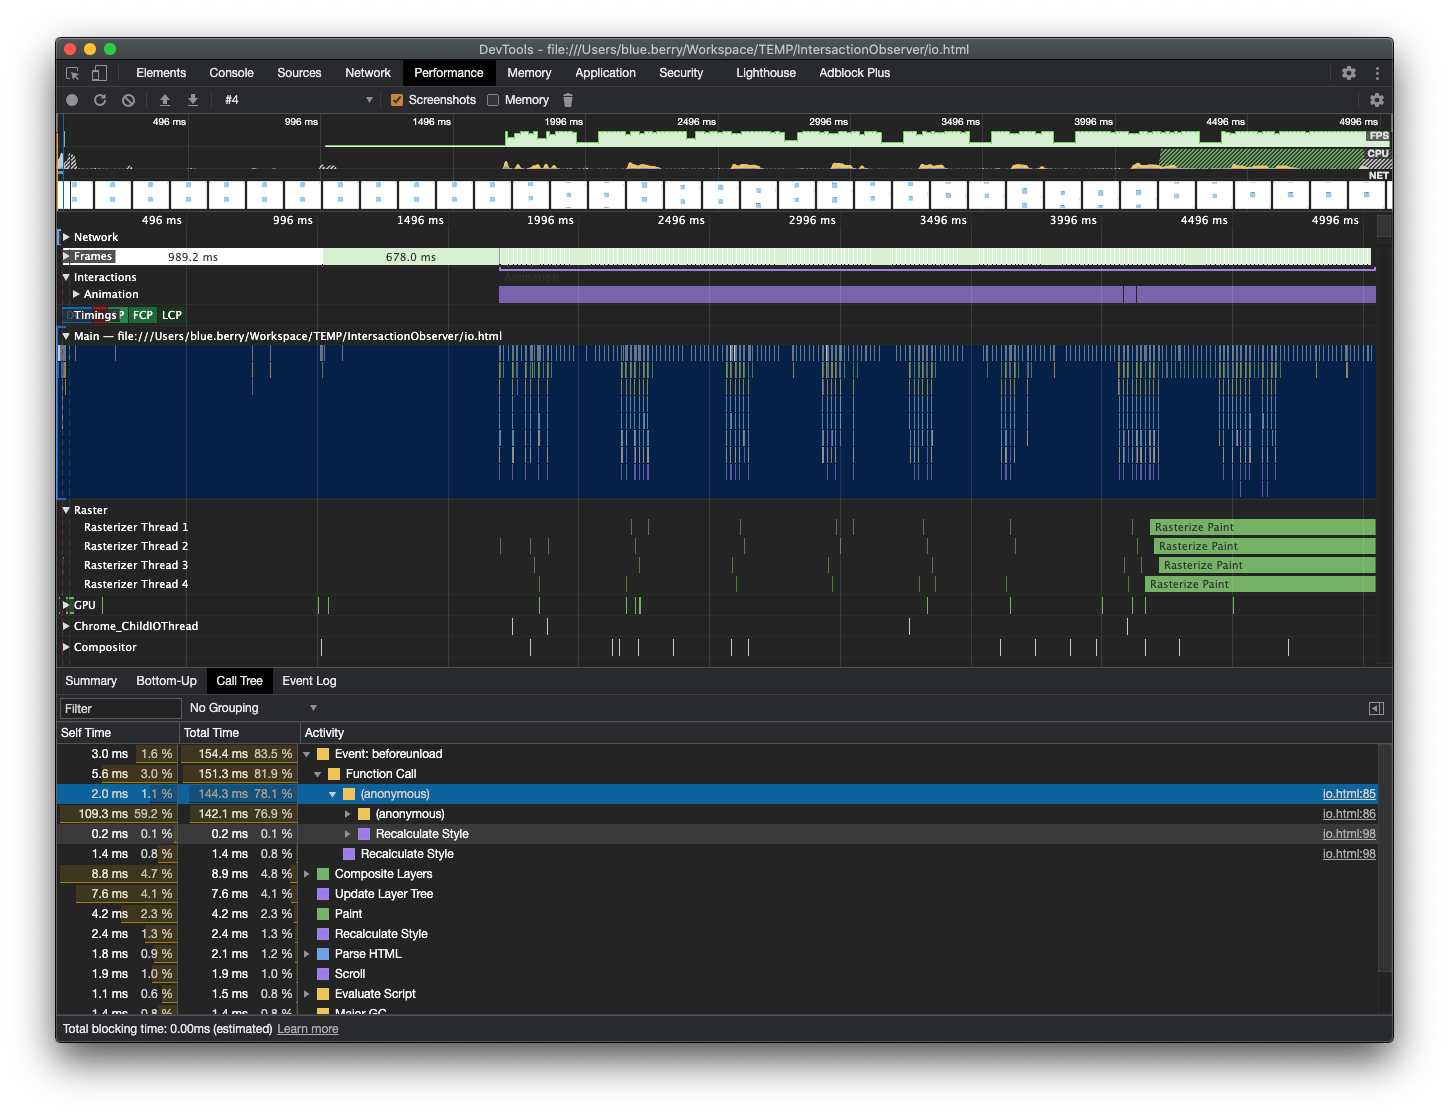 DevTools - file:///Users/blue.berry/Workspace/TEMP/IntersactionObserver/io.html
Elements Console Sources Network Performance Memory Application Security Lighthouse Adblock Plus
#4 Screenshots Memory
496 ms 996 ms 1496 ms 1996 ms 2496 ms 2996 ms 3496 ms 3996 ms 4496 ms 4996 ms
FPS
CPU
NET
496 ms 996 ms 1496 ms 1996 ms 2496 ms 2996 ms 3496 ms 3996 ms 4496 ms 4996 ms
Network
Frames 989.2 ms 678.0 ms
Interactions Animation
Animation
Timings P FCP LCP
Main — file:///Users/blue.berry/Workspace/TEMP/IntersactionObserver/io.html
Raster
Rasterizer Thread 1 Rasterize Paint
Rasterizer Thread 2 Rasterize Paint
Rasterizer Thread 3 Rasterize Paint
Rasterizer Thread 4 Rasterize Paint
GPU
Chrome_ChildIOThread
Compositor
Summary Bottom-Up Call Tree Event Log
Filter No Grouping
Self Time Total Time Activity
3.0 ms 1.6 % 154.4 ms 83.5 % Event: beforeunload
5.6 ms 3.0 % 151.3 ms 81.9 % Function Call
2.0 ms 1.1 % 144.3 ms 78.1 % (anonymous) io.html:85
109.3 ms 59.2 % 142.1 ms 76.9 % (anonymous) io.html:86
0.2 ms 0.1 % 0.2 ms 0.1 % Recalculate Style io.html:98
1.4 ms 0.8 % 1.4 ms 0.8 % Recalculate Style io.html:98
8.8 ms 4.7 % 8.9 ms 4.8 % Composite Layers
7.6 ms 4.1 % 7.6 ms 4.1 % Update Layer Tree
4.2 ms 2.3 % 4.2 ms 2.3 % Paint
2.4 ms 1.3 % 2.4 ms 1.3 % Recalculate Style
1.8 ms 0.9 % 2.1 ms 1.2 % Parse HTML
1.9 ms 1.0 % 1.9 ms 1.0 % Scroll
1.1 ms 0.6 % 1.5 ms 0.8 % Evaluate Script
1.4 ms 0.8 % 1.4 ms 0.8 % Major GC
Total blocking time: 0.00ms (estimated) Learn more